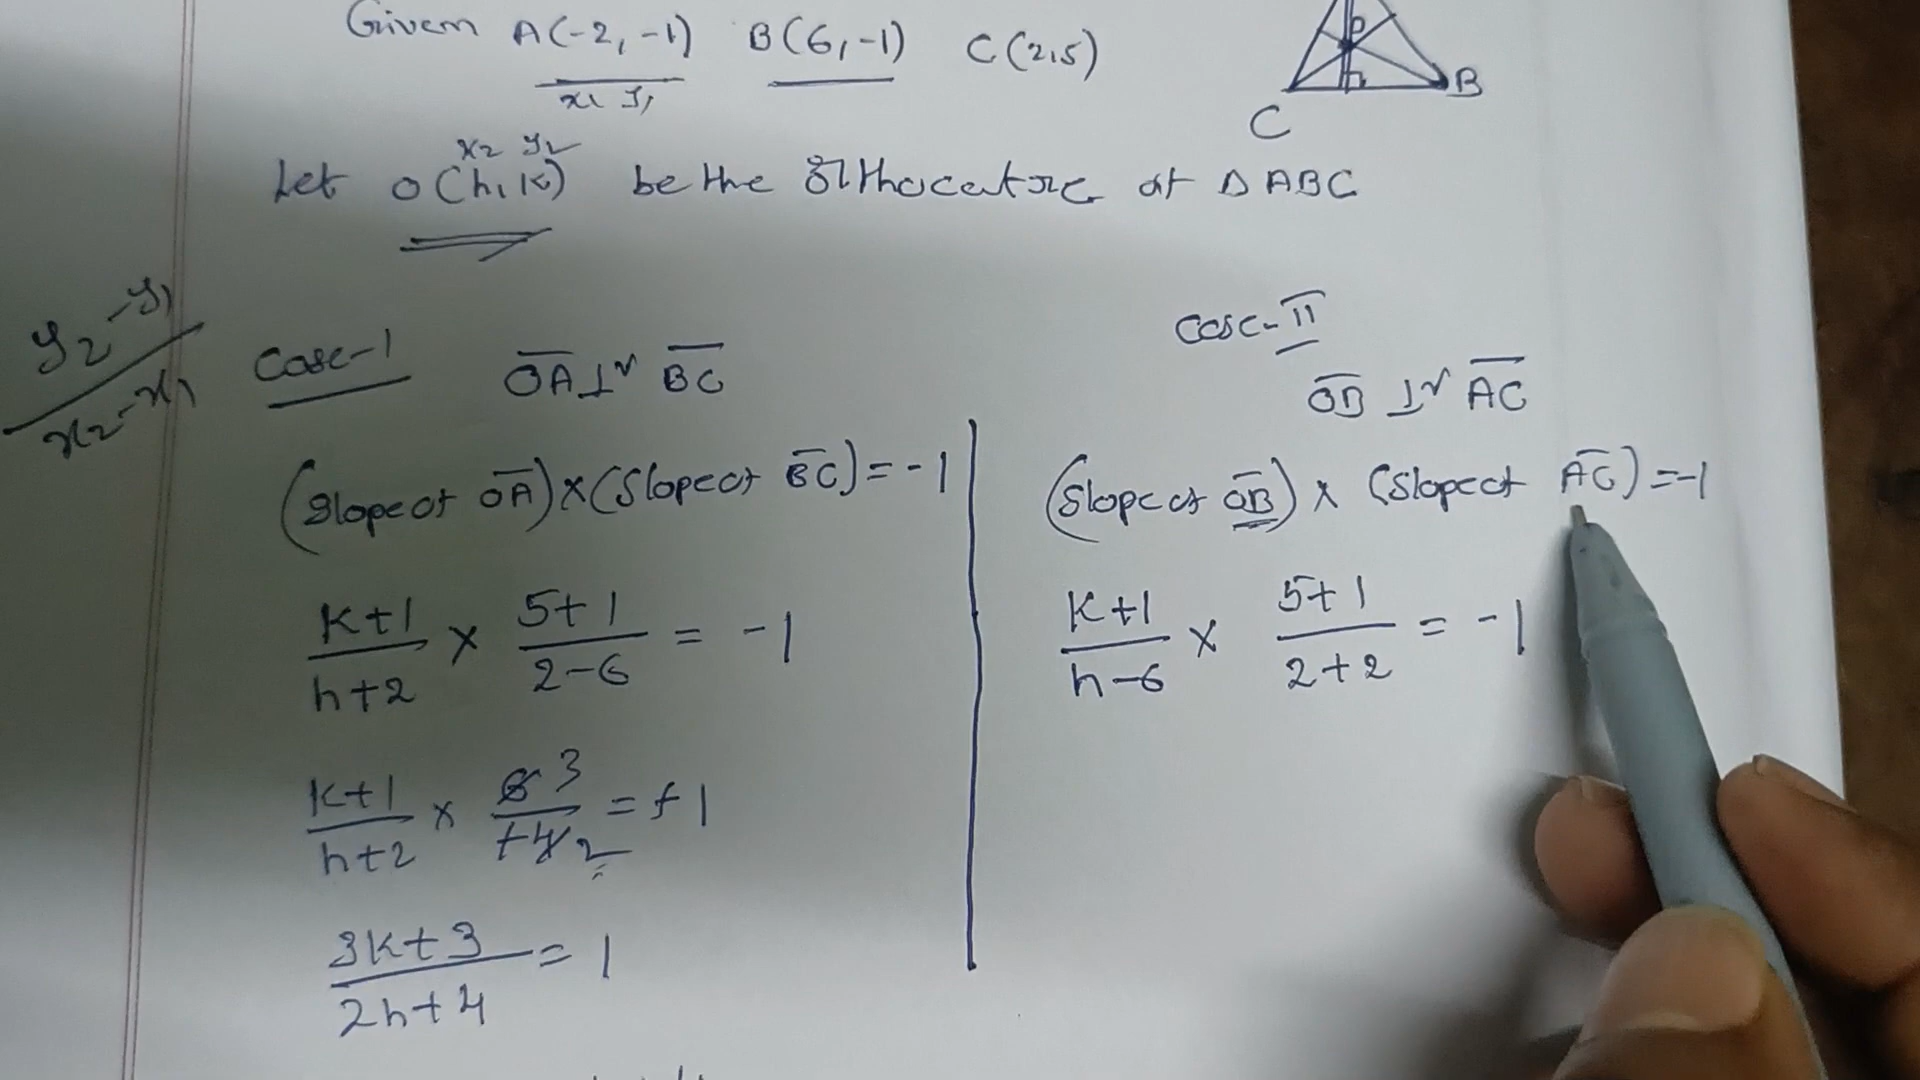 Given A(-2, -1) B(6, -1) C(2,5)
x1 y1
B
C
x2 y2
Let O(h, k) be the orthocentre of Δ ABC
y2 - y1
x2 - x1
Case-1
OA ⊥r BC
(Slope of OA) × (Slope of BC) = -1
k+1/h+2 × 5+1/2-6 = -1
k+1/h+2 × 6 3/+4 2 = +1
3k+3/2h+4 = 1
Case-II
OB ⊥r AC
(Slope of OB) × (Slope of AC) = -1
k+1/h-6 × 5+1/2+2 = -1